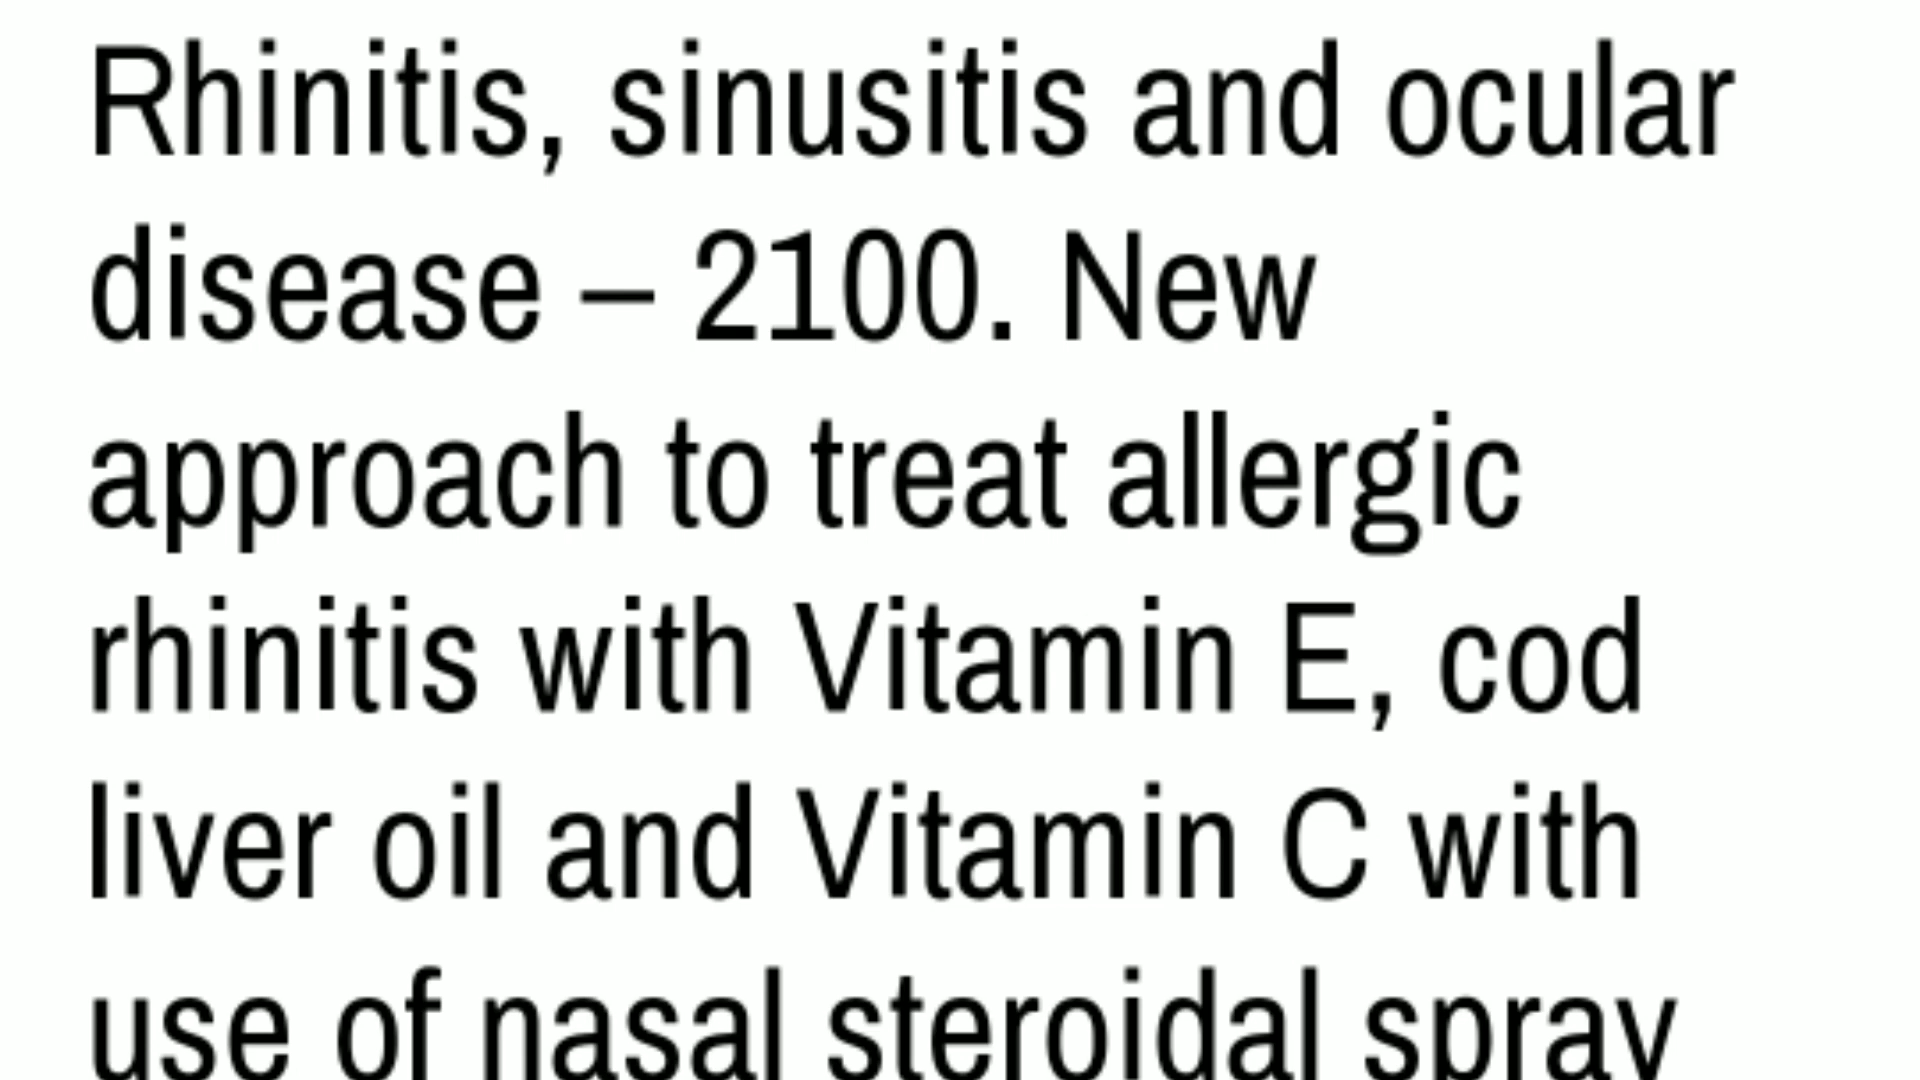 Rhinitis, sinusitis and ocular
disease – 2100. New
approach to treat allergic
rhinitis with Vitamin E, cod
liver oil and Vitamin C with
use of nasal steroidal spray